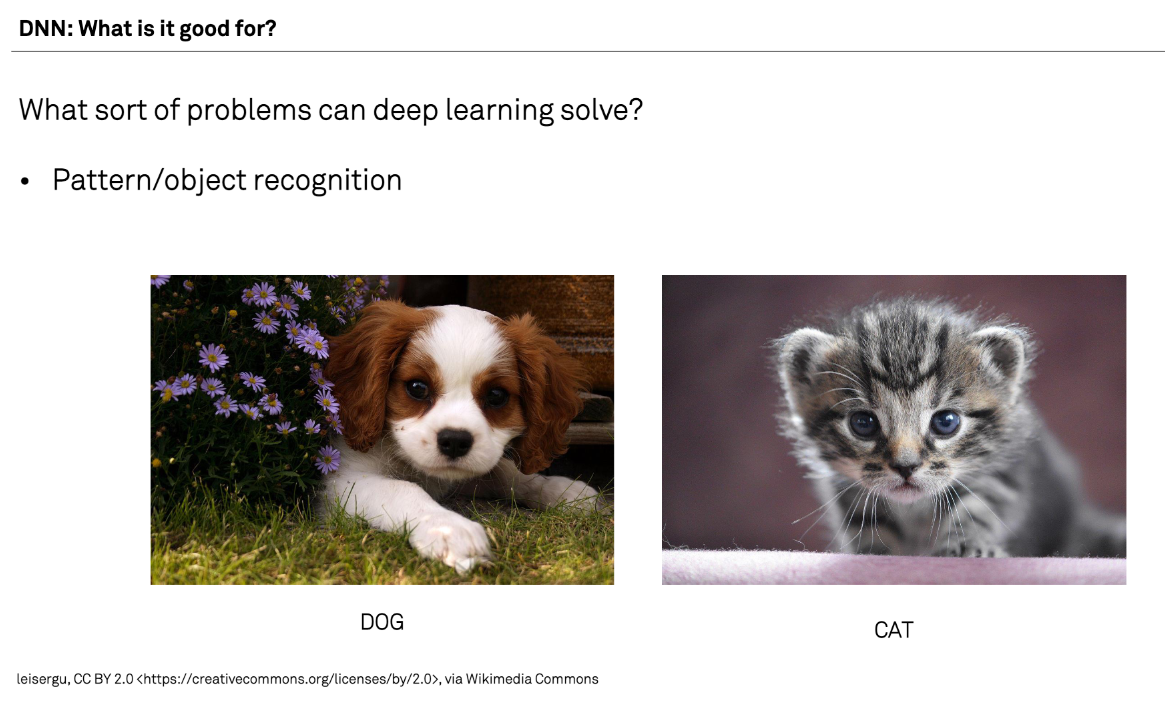 DNN: What is it good for?
What sort of problems can deep learning solve?
• Pattern/object recognition
DOG
CAT
leisergu, CC BY 2.0 <https://creativecommons.org/licenses/by/2.0>, via Wikimedia Commons